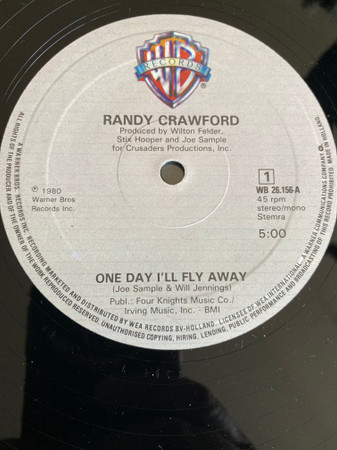 WB
RECORDS
RANDY CRAWFORD
Produced by Wilton Felder,
Stix Hooper and Joe Sample
for Crusaders Productions, Inc.
1
WB 26.156-A
45 rpm
stereo/mono
Stemra
℗ 1980
Warner Bros
Records Inc.
5:00
ONE DAY I'LL FLY AWAY
(Joe Sample & Will Jennings)
Publ.: Four Knights Music Co./
Irving Music, Inc. · BMI
A WARNER COMMUNICATIONS COMPANY MADE IN HOLLAND.
A WARNER BROS. RECORDS INC. RECORDING MARKETED AND DISTRIBUTED BY WEA RECORDS BV-HOLLAND. LICENSEE OF WEA INTERNATIONAL
ALL RIGHTS OF THE PRODUCER AND OF THE OWNER OF THE WORK REPRODUCED RESERVED. UNAUTHORISED COPYING, HIRING, LENDING, PUBLIC PERFORMANCE AND BROADCASTING OF THIS RECORD PROHIBITED.